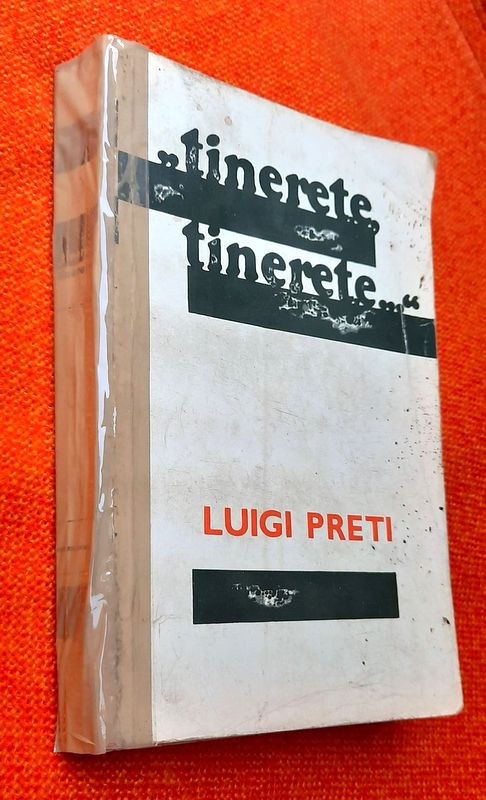 „tinerețe,
tinerețe...“
LUIGI PRETI